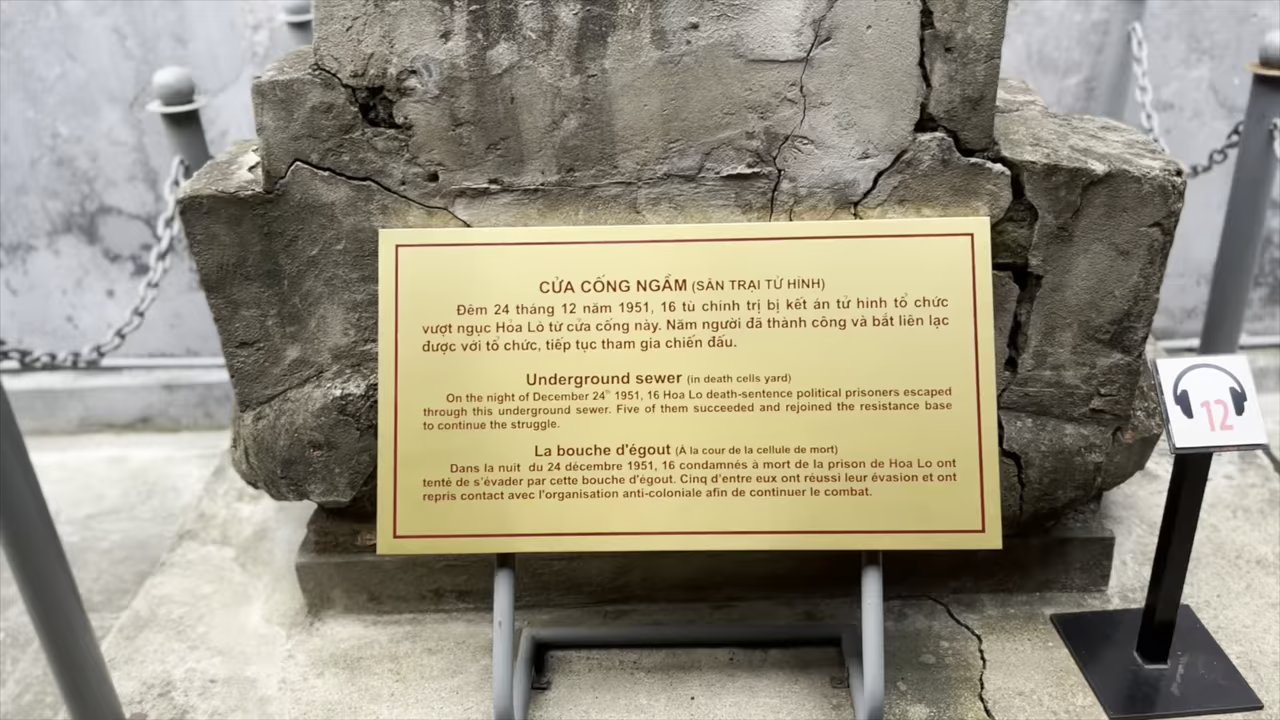 CỬA CỐNG NGẦM (SÂN TRẠI TỬ HÌNH)
Đêm 24 tháng 12 năm 1951, 16 tù chính trị bị kết án tử hình tổ chức
vượt ngục Hỏa Lò từ cửa cống này. Năm người đã thành công và bắt liên lạc
được với tổ chức, tiếp tục tham gia chiến đấu.
Underground sewer (in death cells yard)
On the night of December 24th 1951, 16 Hoa Lo death-sentence political prisoners escaped
through this underground sewer. Five of them succeeded and rejoined the resistance base
to continue the struggle.
La bouche d'égout (À la cour de la cellule de mort)
Dans la nuit du 24 décembre 1951, 16 condamnés à mort de la prison de Hoa Lo ont
tenté de s'évader par cette bouche d'égout. Cinq d'entre eux ont réussi leur évasion et ont
repris contact avec l'organisation anti-coloniale afin de continuer le combat.
12